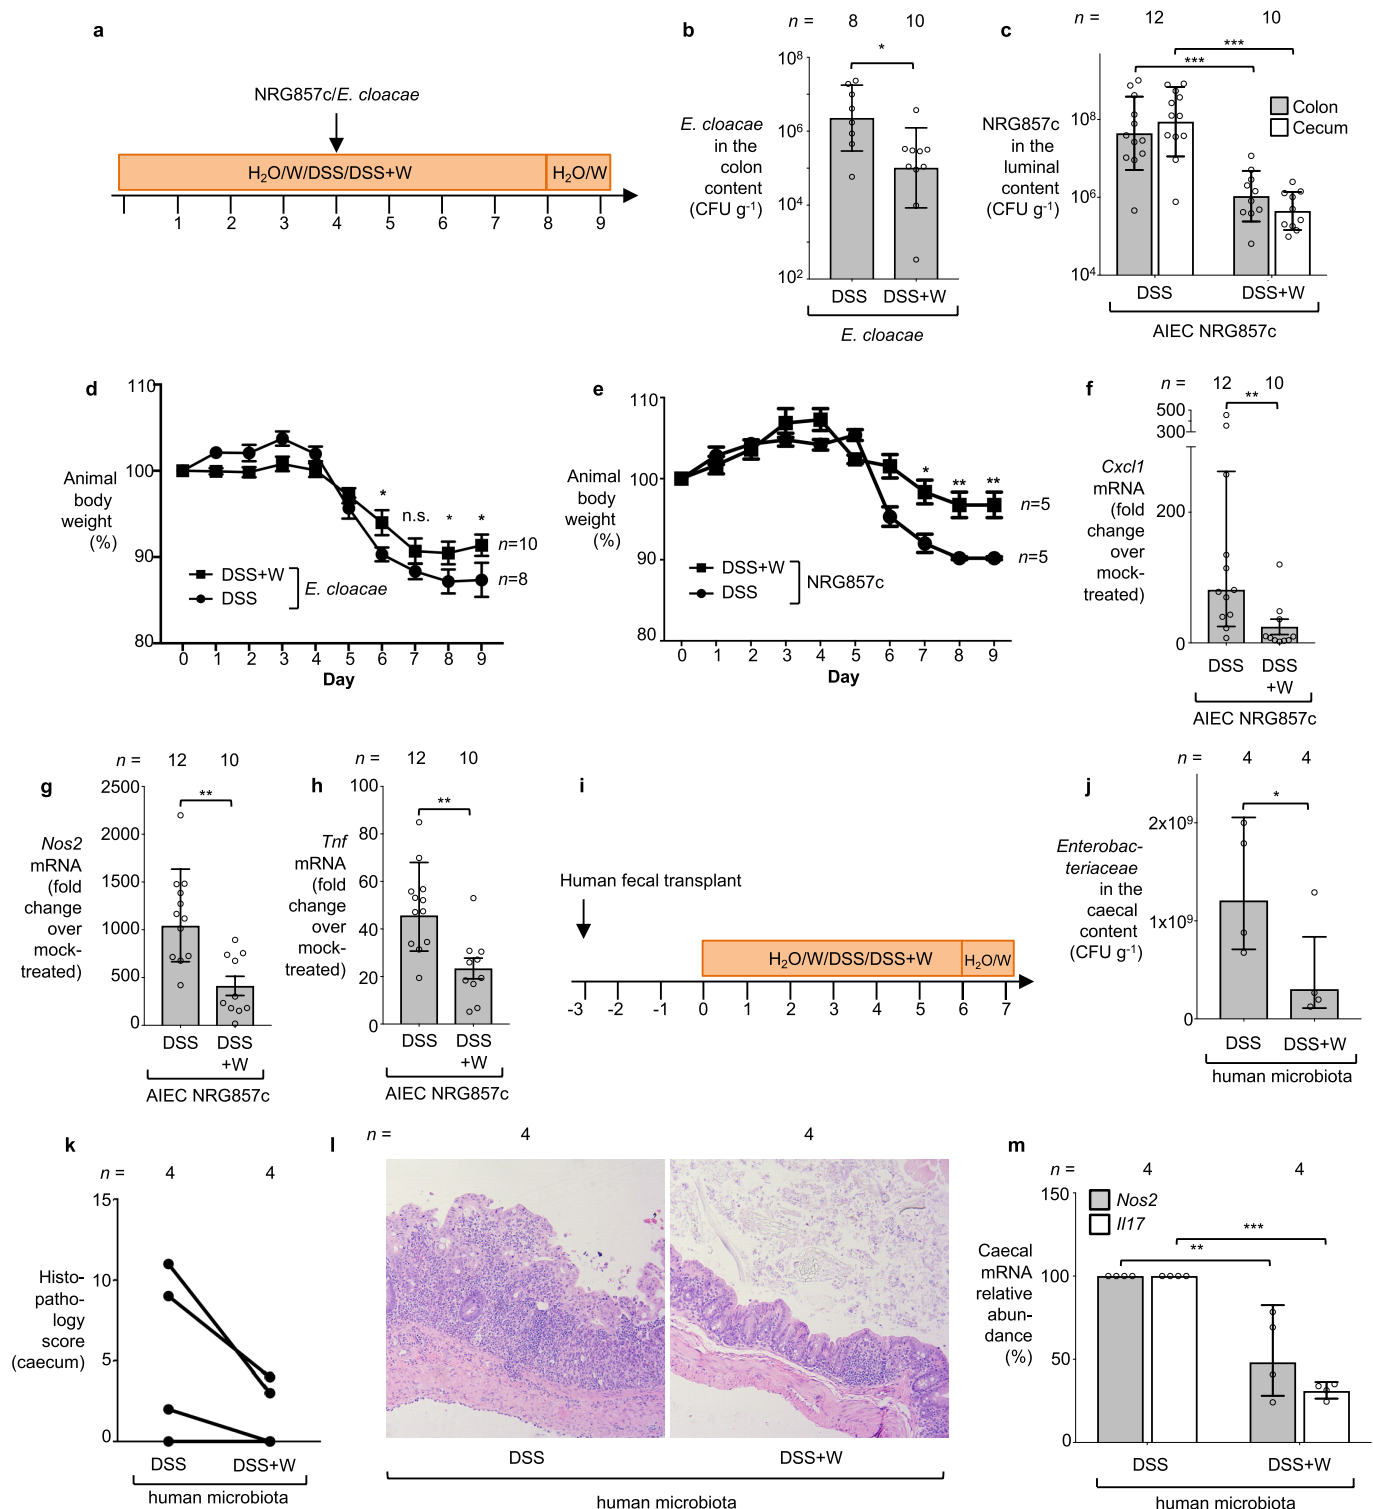 a
NRG857c/E. cloacae
H2O/W/DSS/DSS+W
H2O/W
1 2 3 4 5 6 7 8 9
b
n = 8 10
*
E. cloacae
in the
colon
content
(CFU g-1)
10^8
10^6
10^4
10^2
DSS DSS+W
E. cloacae
c
n = 12 10
***
***
NRG857c
in the
luminal
content
(CFU g-1)
10^8
10^6
10^4
Colon
Cecum
DSS DSS+W
AIEC NRG857c
d
Animal
body
weight
(%)
110
100
90
80
* n.s. * *
n=10
n=8
DSS+W
DSS
E. cloacae
0 1 2 3 4 5 6 7 8 9
Day
e
Animal
body
weight
(%)
110
100
90
80
* ** **
n=5
n=5
DSS+W
DSS
NRG857c
0 1 2 3 4 5 6 7 8 9
Day
f
n = 12 10
**
Cxcl1
mRNA
(fold
change
over
mock-
treated)
500
300
200
0
DSS DSS
+W
AIEC NRG857c
g
n = 12 10
**
Nos2
mRNA
(fold
change
over
mock-
treated)
2500
2000
1500
1000
500
0
DSS DSS
+W
AIEC NRG857c
h
n = 12 10
**
Tnf
mRNA
(fold
change
over
mock-
treated)
100
80
60
40
20
0
DSS DSS
+W
AIEC NRG857c
i
Human fecal transplant
H2O/W/DSS/DSS+W
H2O/W
-3 -2 -1 0 1 2 3 4 5 6 7
j
n = 4 4
*
Enterobac-
teriaceae
in the
caecal
content
(CFU g-1)
2x10^9
1x10^9
0
DSS DSS+W
human microbiota
k
n = 4 4
Histo-
patho-
logy
score
(caecum)
15
10
5
0
DSS DSS+W
human microbiota
l
n = 4 4
DSS DSS+W
human microbiota
m
n = 4 4
Nos2
Il17
**
***
Caecal
mRNA
relative
abun-
dance
(%)
150
100
50
0
DSS DSS+W
human microbiota